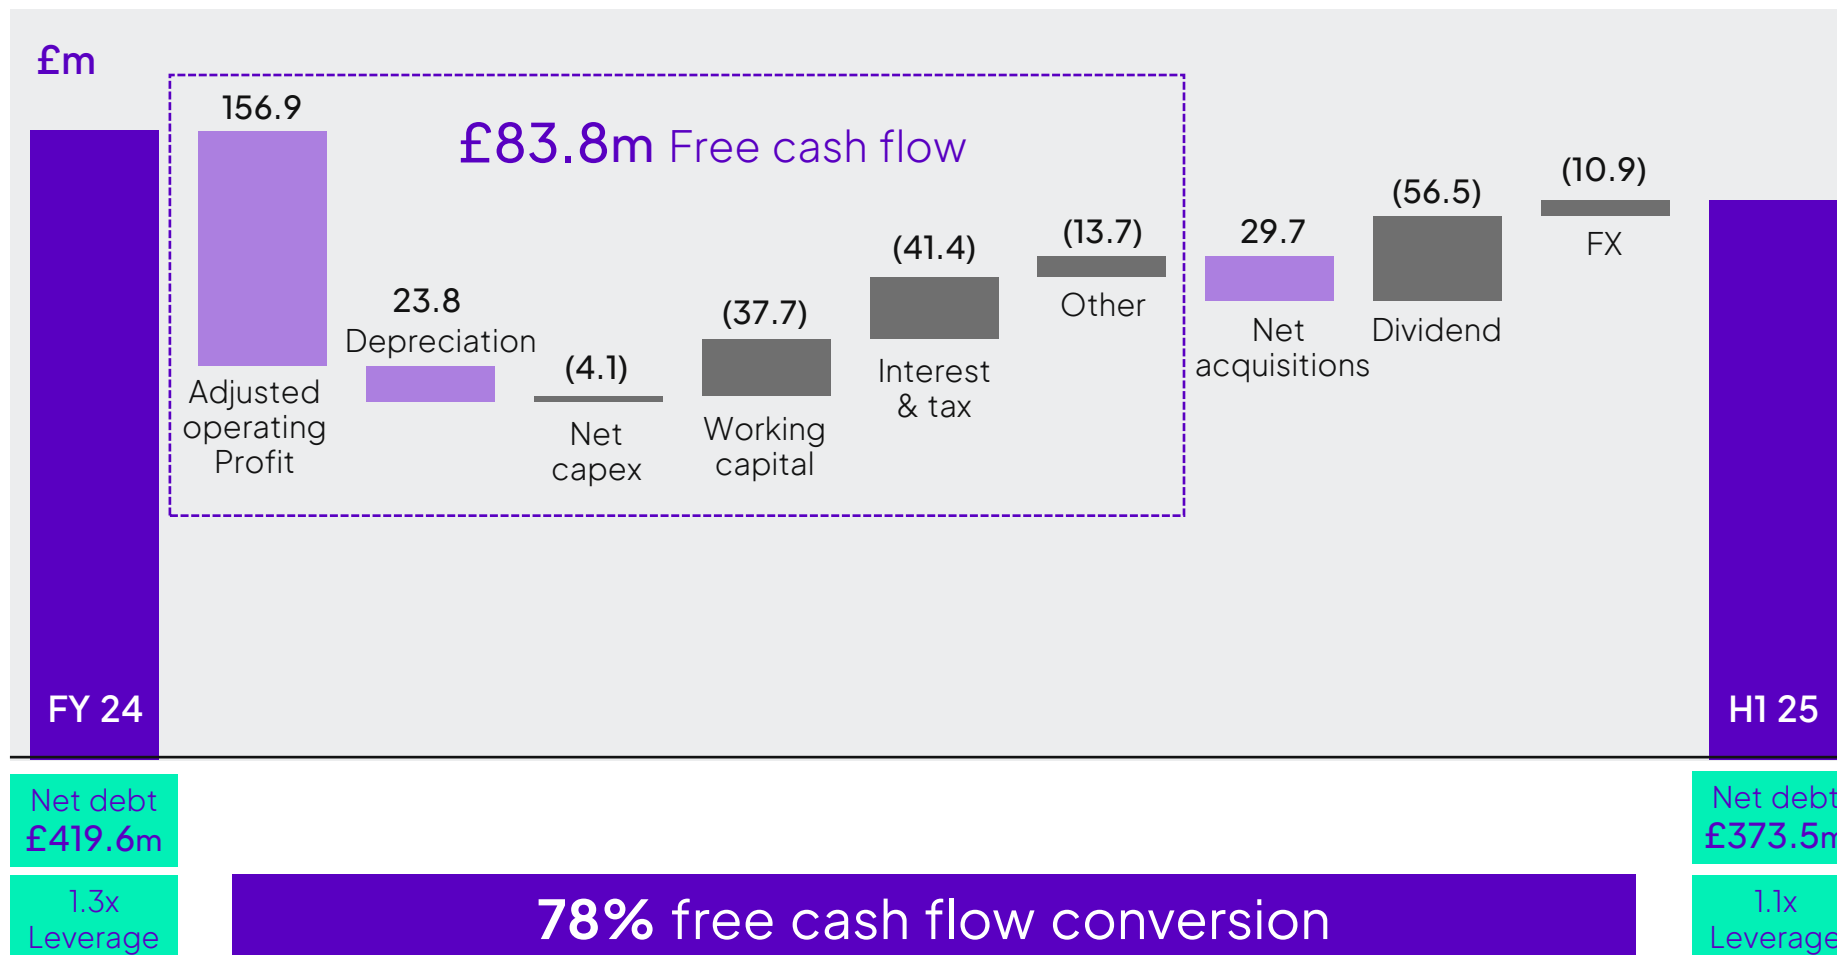 £m
156.9
Adjusted
operating
Profit
£83.8m Free cash flow
23.8
Depreciation
(4.1)
Net
capex
(37.7)
Working
capital
(41.4)
Interest
& tax
(13.7)
Other
29.7
Net
acquisitions
(56.5)
Dividend
(10.9)
FX
FY 24
H1 25
Net debt
£419.6m
1.3x
Leverage
78% free cash flow conversion
Net debt
£373.5m
1.1x
Leverage